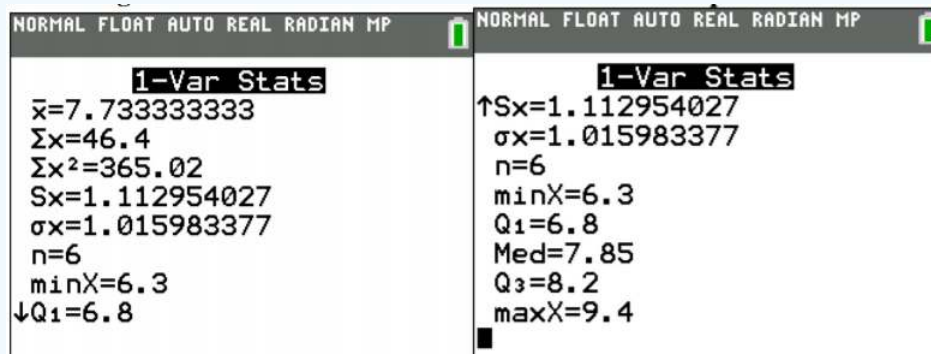 NORMAL FLOAT AUTO REAL RADIAN MP
1-Var Stats
x̄=7.733333333
Σx=46.4
Σx²=365.02
Sx=1.112954027
σx=1.015983377
n=6
minX=6.3
↓Q₁=6.8
NORMAL FLOAT AUTO REAL RADIAN MP
1-Var Stats
↑Sx=1.112954027
σx=1.015983377
n=6
minX=6.3
Q₁=6.8
Med=7.85
Q₃=8.2
maxX=9.4